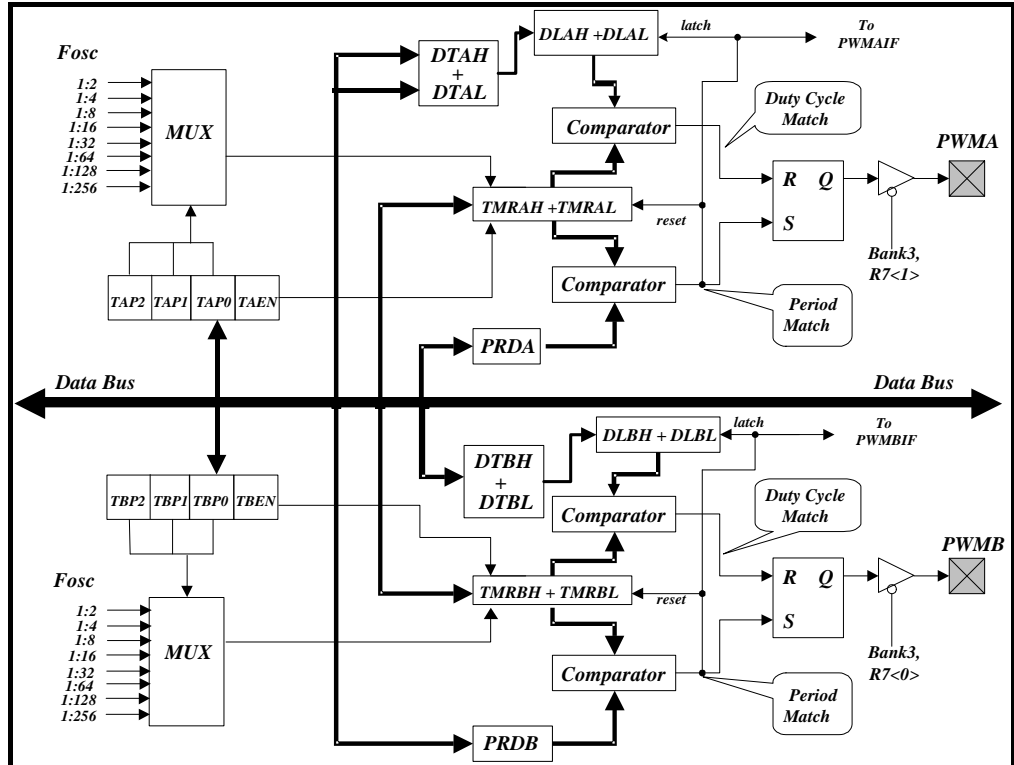 DLAH +DLAL
latch
To
PWMAIF
Fosc
1:2
1:4
1:8
1:16
1:32
1:64
1:128
1:256
MUX
DTAH
+
DTAL
Comparator
Duty Cycle
Match
PWMA
TMRAH +TMRAL
reset
R Q
S
Bank3,
R7<1>
TAP2 TAP1 TAP0 TAEN
Comparator
Period
Match
PRDA
Data Bus
Data Bus
DLBH + DLBL
latch
To
PWMBIF
DTBH
+
DTBL
TBP2 TBP1 TBP0 TBEN
Comparator
Duty Cycle
Match
PWMB
Fosc
1:2
1:4
1:8
1:16
1:32
1:64
1:128
1:256
MUX
TMRBH + TMRBL
reset
R Q
S
Bank3,
R7<0>
Comparator
Period
Match
PRDB